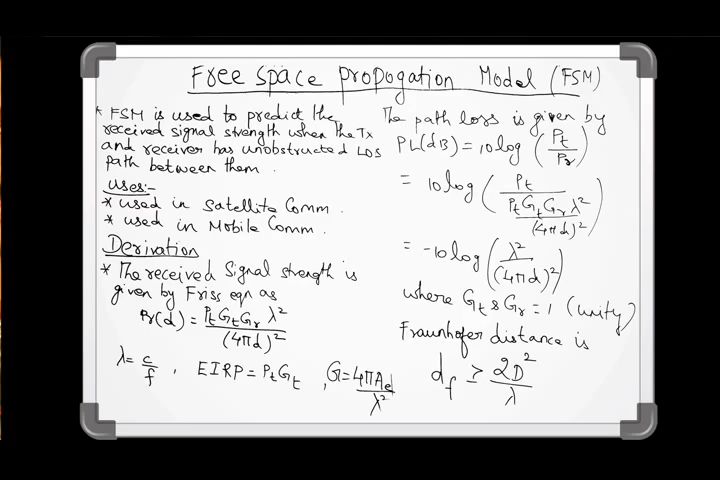 Free space propogation Model (FSM)
* FSM is used to predict the
received signal strength when the Tx
and receiver has unobstructed LOS
path between them.
uses:-
* used in Satellite Comm.
* used in Mobile Comm.
Derivation
* The received Signal strength is
given by Friss eqn as
Pr(d) = PtGtGr λ² / (4πd)²
λ = c/f , EIRP = PtGt , G = 4πAe/λ²
The path loss is given by
PL(dB) = 10log (Pt/Pr)
= 10log (Pt / (PtGtGrλ²/(4πd)²))
= -10log (λ²/(4πd)²)
where Gt & Gr = 1 (unity)
Fraunhofer distance is
df ≥ 2D²/λ